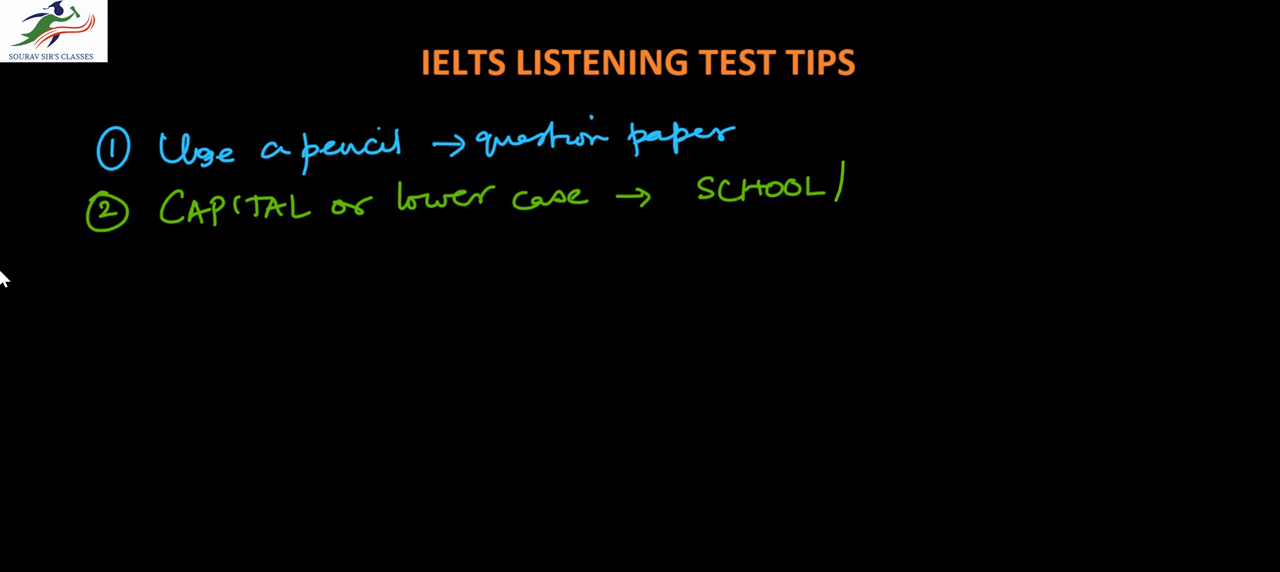 SOURAV SIR'S CLASSES
IELTS LISTENING TEST TIPS
① Use a pencil → question paper
② CAPITAL or lower case → SCHOOL/